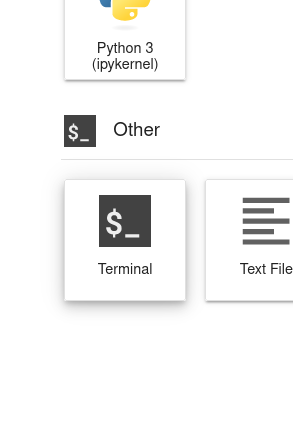 Python 3
(ipykernel)
$_ Other
$_
Terminal
Text File